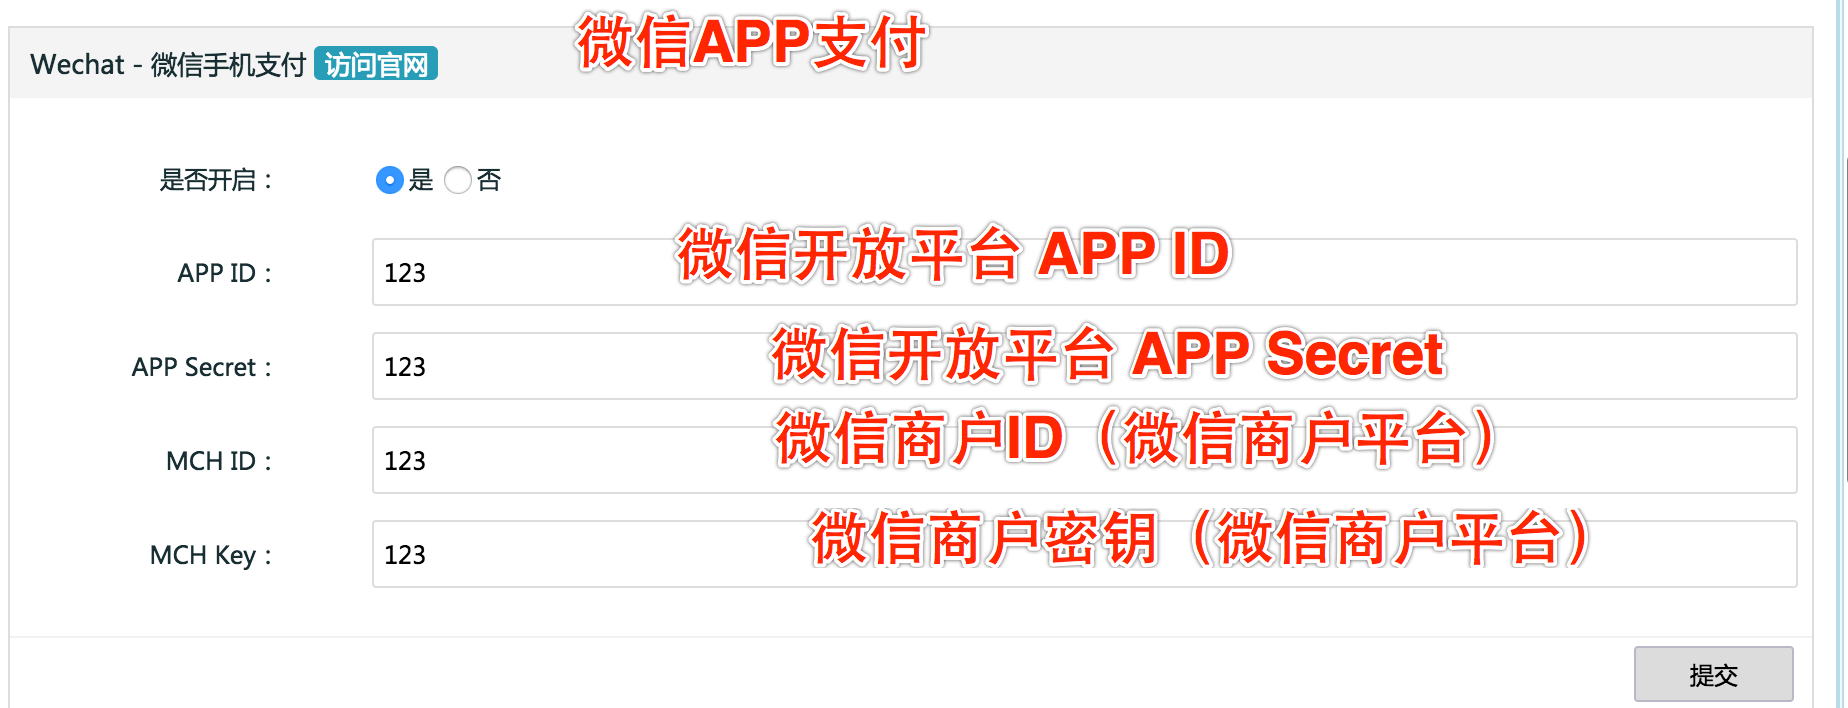 微信APP支付
Wechat - 微信手机支付 访问官网
是否开启： 是 否
微信开放平台 APP ID
APP ID： 123
微信开放平台 APP Secret
APP Secret： 123
微信商户ID（微信商户平台）
MCH ID： 123
微信商户密钥（微信商户平台）
MCH Key： 123
提交